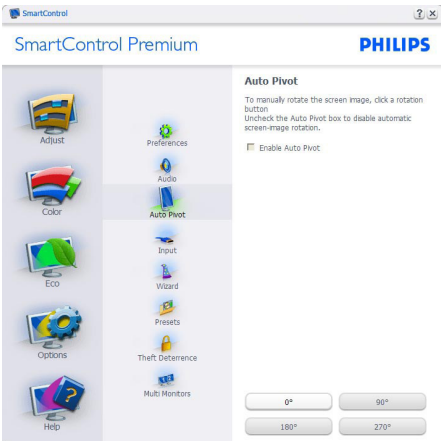 SmartControl
SmartControl Premium
PHILIPS
Adjust
Color
Eco
Options
Help
Preferences
Audio
Auto Pivot
Input
Wizard
Presets
Theft Deterrence
Multi Monitors
Auto Pivot
To manually rotate the screen image, click a rotation
button
Uncheck the Auto Pivot box to disable automatic
screen-image rotation.
Enable Auto Pivot
0°
90°
180°
270°